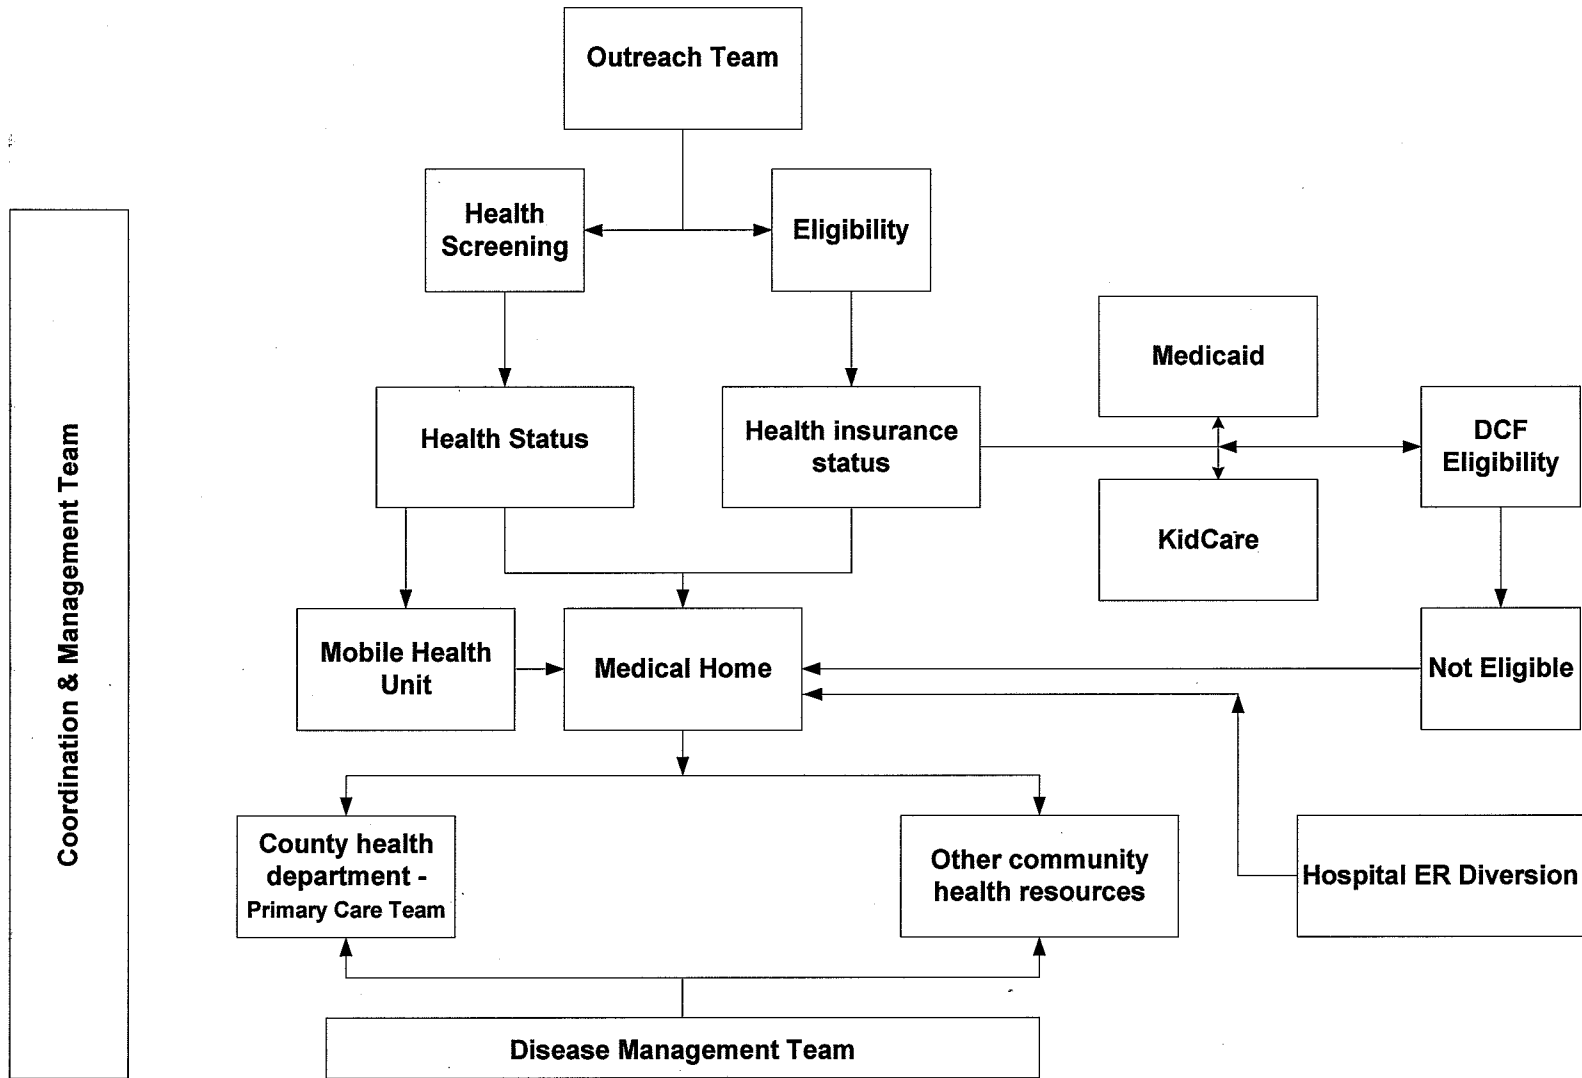 Outreach Team
Health
Screening
Eligibility
Medicaid
Health Status
Health insurance
status
DCF
Eligibility
KidCare
Coordination & Management Team
Mobile Health
Unit
Medical Home
Not Eligible
County health
department -
Primary Care Team
Other community
health resources
Hospital ER Diversion
Disease Management Team